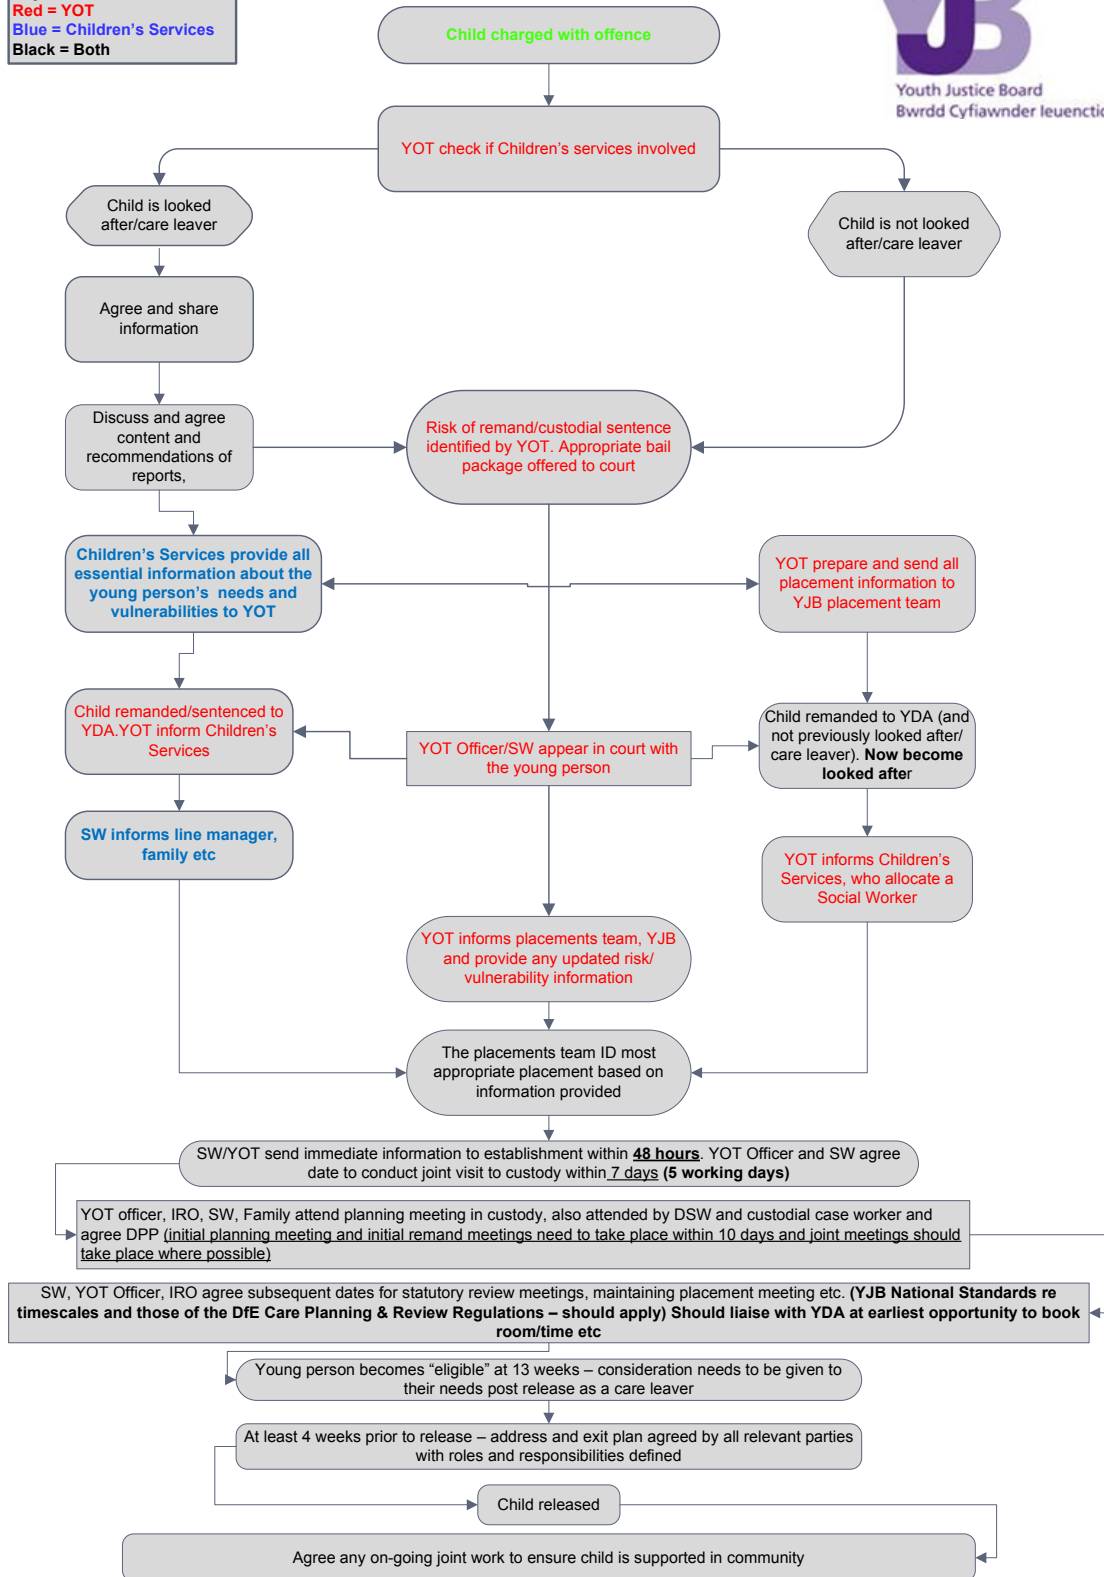 Red = YOT
Blue = Children's Services
Black = Both
YJB
Youth Justice Board
Bwrdd Cyfiawnder Ieuenctid
Child charged with offence
YOT check if Children's services involved
Child is looked
after/care leaver
Child is not looked
after/care leaver
Agree and share
information
Discuss and agree
content and
recommendations of
reports,
Risk of remand/custodial sentence
identified by YOT. Appropriate bail
package offered to court
Children's Services provide all
essential information about the
young person's  needs and
vulnerabilities to YOT
YOT prepare and send all
placement information to
YJB placement team
Child remanded/sentenced to
YDA.YOT inform Children's
Services
YOT Officer/SW appear in court with
the young person
Child remanded to YDA (and
not previously looked after/
care leaver). Now become
looked after
SW informs line manager,
family etc
YOT informs Children's
Services, who allocate a
Social Worker
YOT informs placements team, YJB
and provide any updated risk/
vulnerability information
The placements team ID most
appropriate placement based on
information provided
SW/YOT send immediate information to establishment within 48 hours. YOT Officer and SW agree
date to conduct joint visit to custody within 7 days (5 working days)
YOT officer, IRO, SW, Family attend planning meeting in custody, also attended by DSW and custodial case worker and
agree DPP (initial planning meeting and initial remand meetings need to take place within 10 days and joint meetings should
take place where possible)
SW, YOT Officer, IRO agree subsequent dates for statutory review meetings, maintaining placement meeting etc. (YJB National Standards re
timescales and those of the DfE Care Planning & Review Regulations – should apply) Should liaise with YDA at earliest opportunity to book
room/time etc
Young person becomes "eligible" at 13 weeks – consideration needs to be given to
their needs post release as a care leaver
At least 4 weeks prior to release – address and exit plan agreed by all relevant parties
with roles and responsibilities defined
Child released
Agree any on-going joint work to ensure child is supported in community